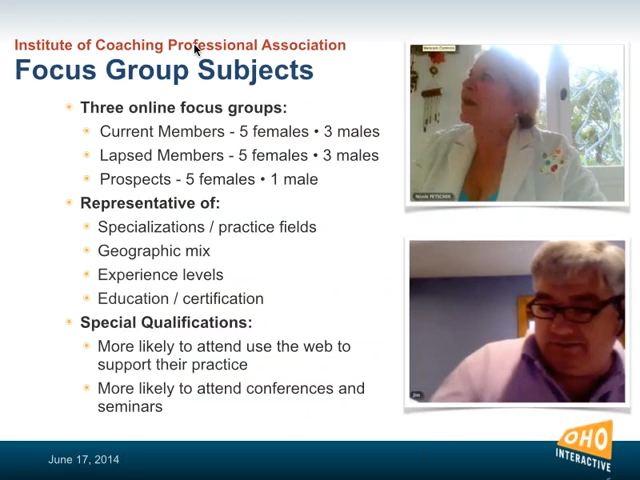 Institute of Coaching Professional Association
Focus Group Subjects
Three online focus groups:
Current Members - 5 females • 3 males
Lapsed Members - 5 females • 3 males
Prospects - 5 females • 1 male
Representative of:
Specializations / practice fields
Geographic mix
Experience levels
Education / certification
Special Qualifications:
More likely to attend use the web to
support their practice
More likely to attend conferences and
seminars
Nicole PETSCHEK
Jim
June 17, 2014
OHO
INTERACTIVE